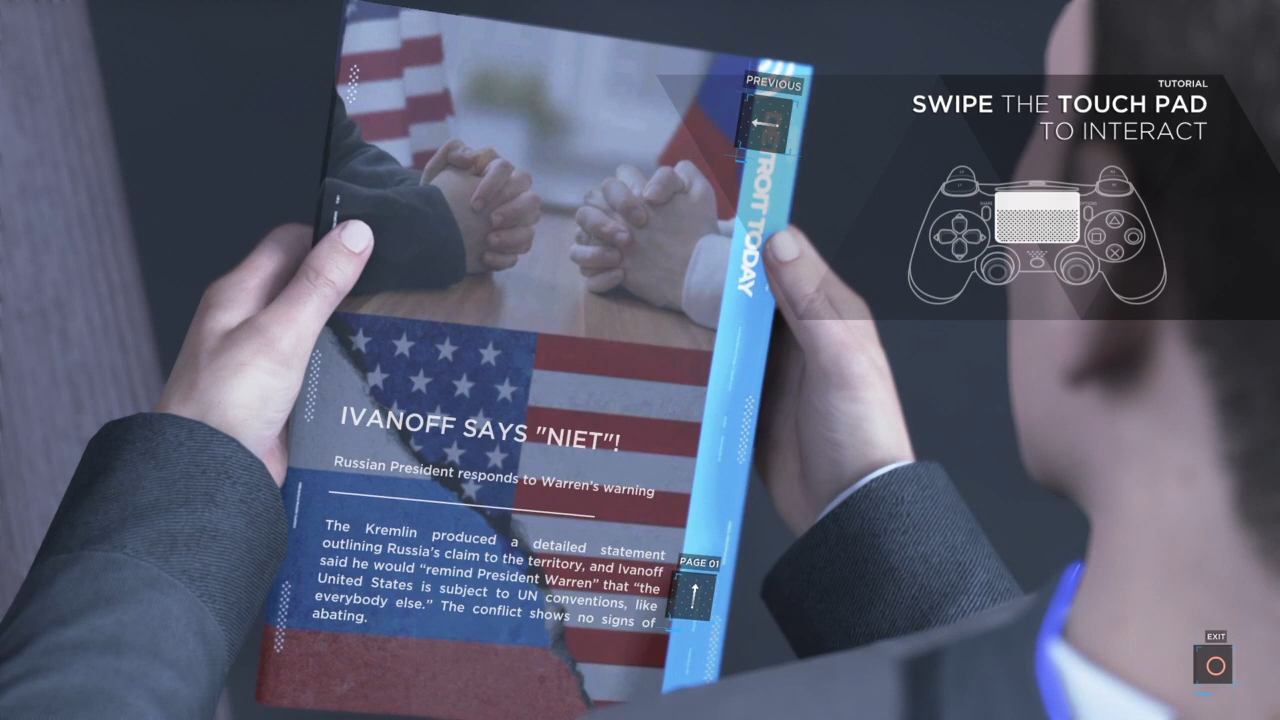 PREVIOUS
TUTORIAL
SWIPE THE TOUCH PAD
TO INTERACT
DETROIT TODAY
IVANOFF SAYS "NIET"!
Russian President responds to Warren's warning
The Kremlin produced a detailed statement
outlining Russia's claim to the territory, and Ivanoff
said he would "remind President Warren" that "the
United States is subject to UN conventions, like
everybody else." The conflict shows no signs of
abating.
PAGE 01
EXIT